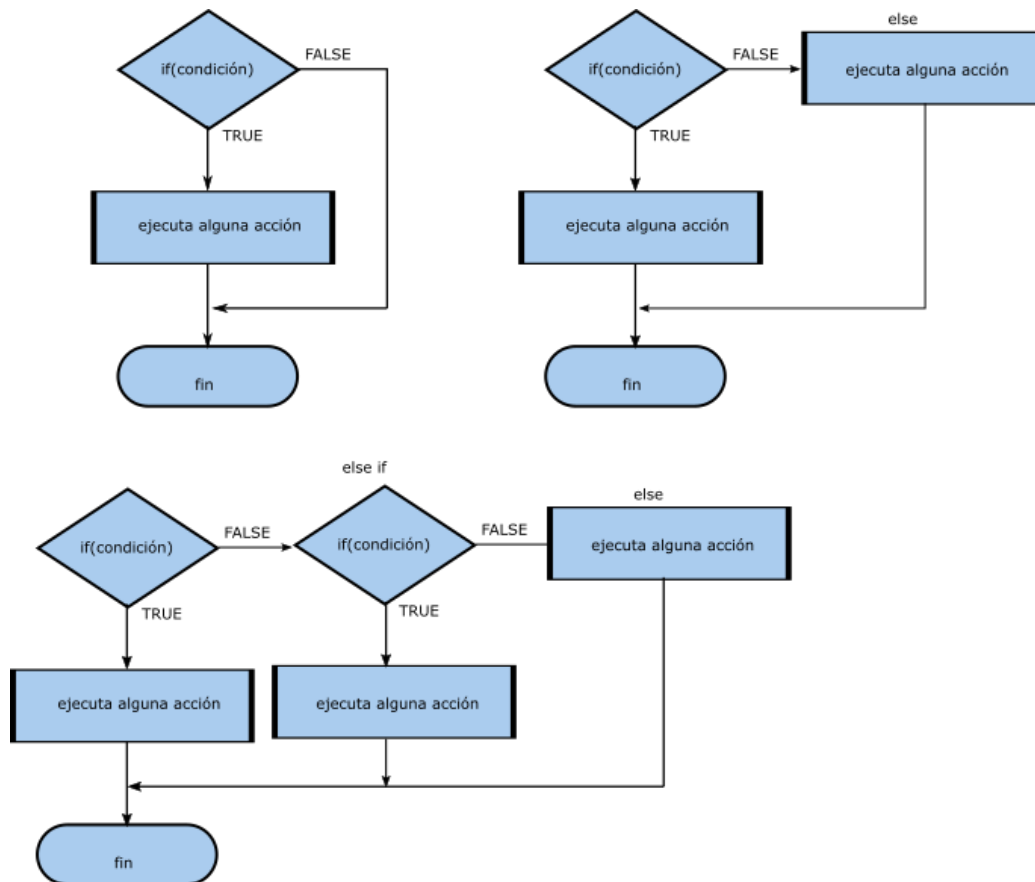 if(condición)
FALSE
TRUE
ejecuta alguna acción
fin
else
if(condición)
FALSE
ejecuta alguna acción
TRUE
ejecuta alguna acción
fin
else if
else
if(condición)
FALSE
if(condición)
FALSE
ejecuta alguna acción
TRUE
TRUE
ejecuta alguna acción
ejecuta alguna acción
fin